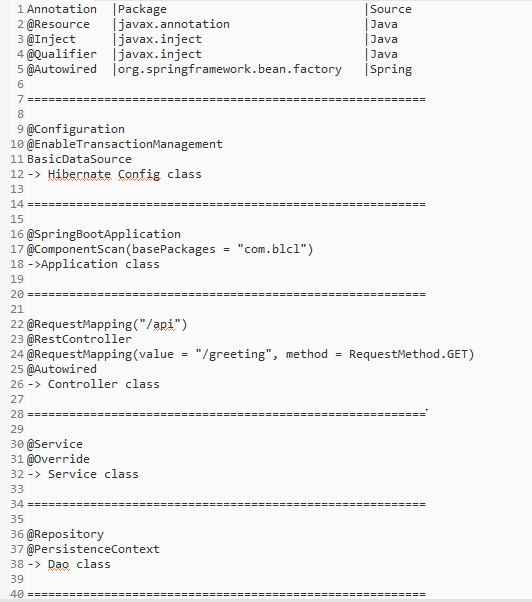 1 Annotation |Package |Source
2 @Resource |javax.annotation |Java
3 @Inject |javax.inject |Java
4 @Qualifier |javax.inject |Java
5 @Autowired |org.springframework.bean.factory |Spring
6
7 =========================================================
8
9 @Configuration
10 @EnableTransactionManagement
11 BasicDataSource
12 -> Hibernate Config class
13
14 =========================================================
15
16 @SpringBootApplication
17 @ComponentScan(basePackages = "com.blcl")
18 ->Application class
19
20 =========================================================
21
22 @RequestMapping("/api")
23 @RestController
24 @RequestMapping(value = "/greeting", method = RequestMethod.GET)
25 @Autowired
26 -> Controller class
27
28 =========================================================
29
30 @Service
31 @Override
32 -> Service class
33
34 =========================================================
35
36 @Repository
37 @PersistenceContext
38 -> Dao class
39
40 =========================================================